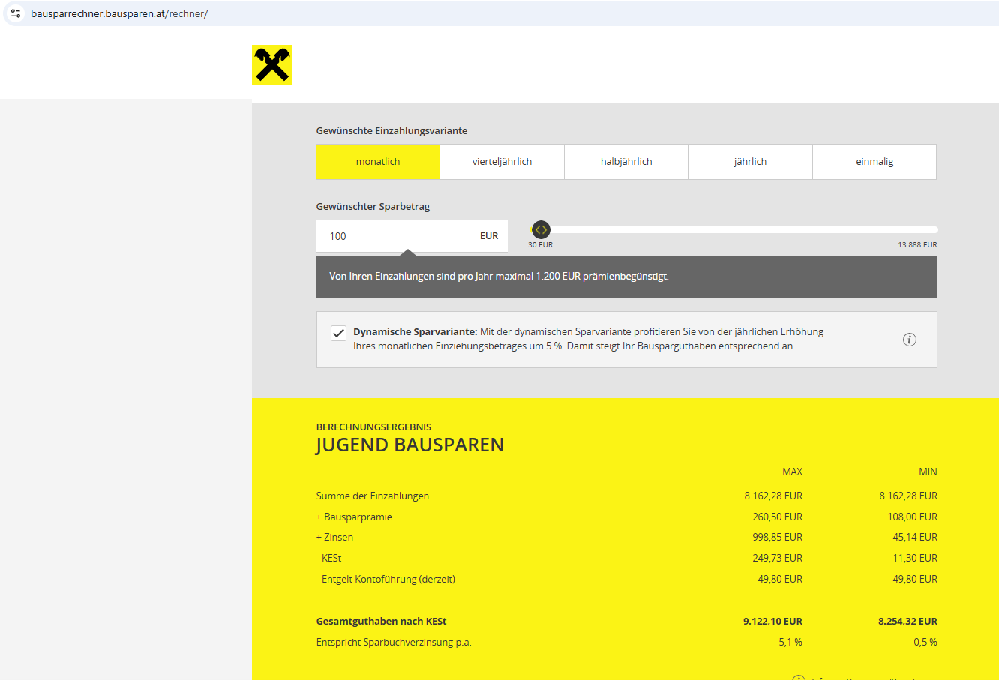 bausparrechner.bausparen.at/rechner/
Gewünschte Einzahlungsvariante
monatlich vierteljährlich halbjährlich jährlich einmalig
Gewünschter Sparbetrag
100 EUR
30 EUR 13.888 EUR
Von Ihren Einzahlungen sind pro Jahr maximal 1.200 EUR prämienbegünstigt.
Dynamische Sparvariante: Mit der dynamischen Sparvariante profitieren Sie von der jährlichen Erhöhung
Ihres monatlichen Einziehungsbetrages um 5 %. Damit steigt Ihr Bausparguthaben entsprechend an.
BERECHNUNGSERGEBNIS
JUGEND BAUSPAREN
MAX MIN
Summe der Einzahlungen 8.162,28 EUR 8.162,28 EUR
+ Bausparprämie 260,50 EUR 108,00 EUR
+ Zinsen 998,85 EUR 45,14 EUR
- KESt 249,73 EUR 11,30 EUR
- Entgelt Kontoführung (derzeit) 49,80 EUR 49,80 EUR
Gesamtguthaben nach KESt 9.122,10 EUR 8.254,32 EUR
Entspricht Sparbuchverzinsung p.a. 5,1 % 0,5 %